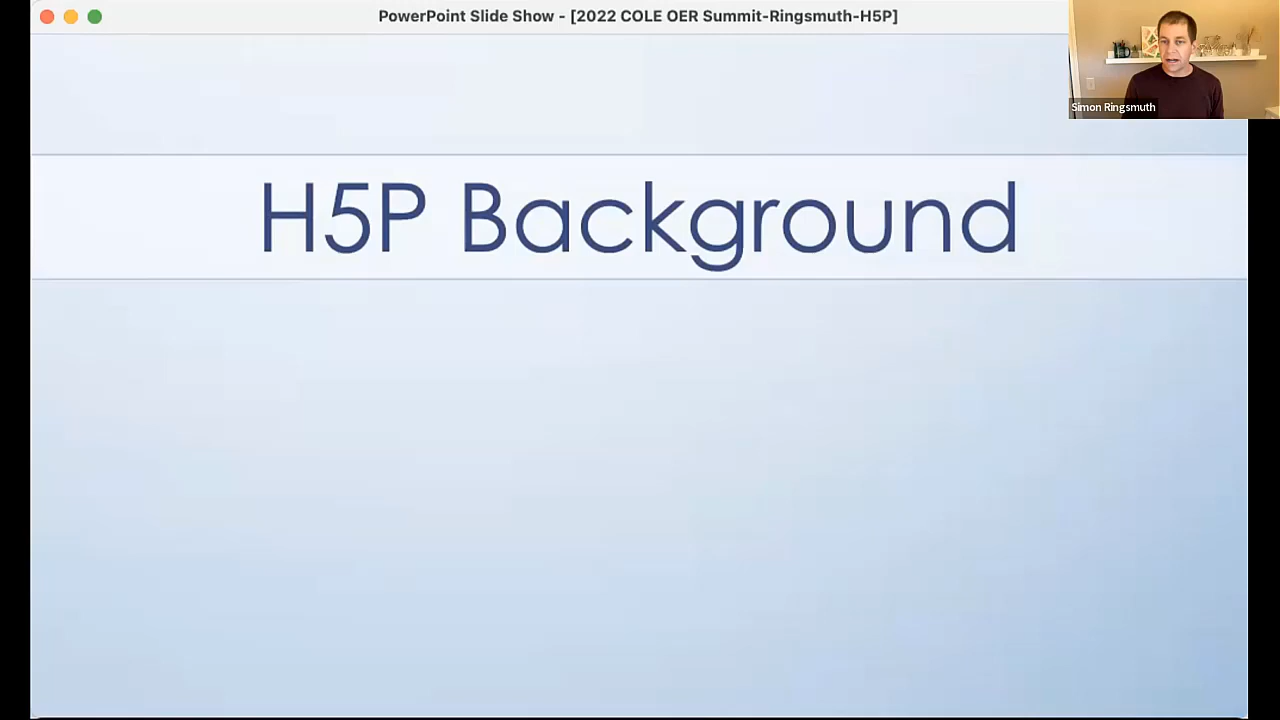 PowerPoint Slide Show - [2022 COLE OER Summit-Ringsmuth-H5P]
Simon Ringsmuth
H5P Background